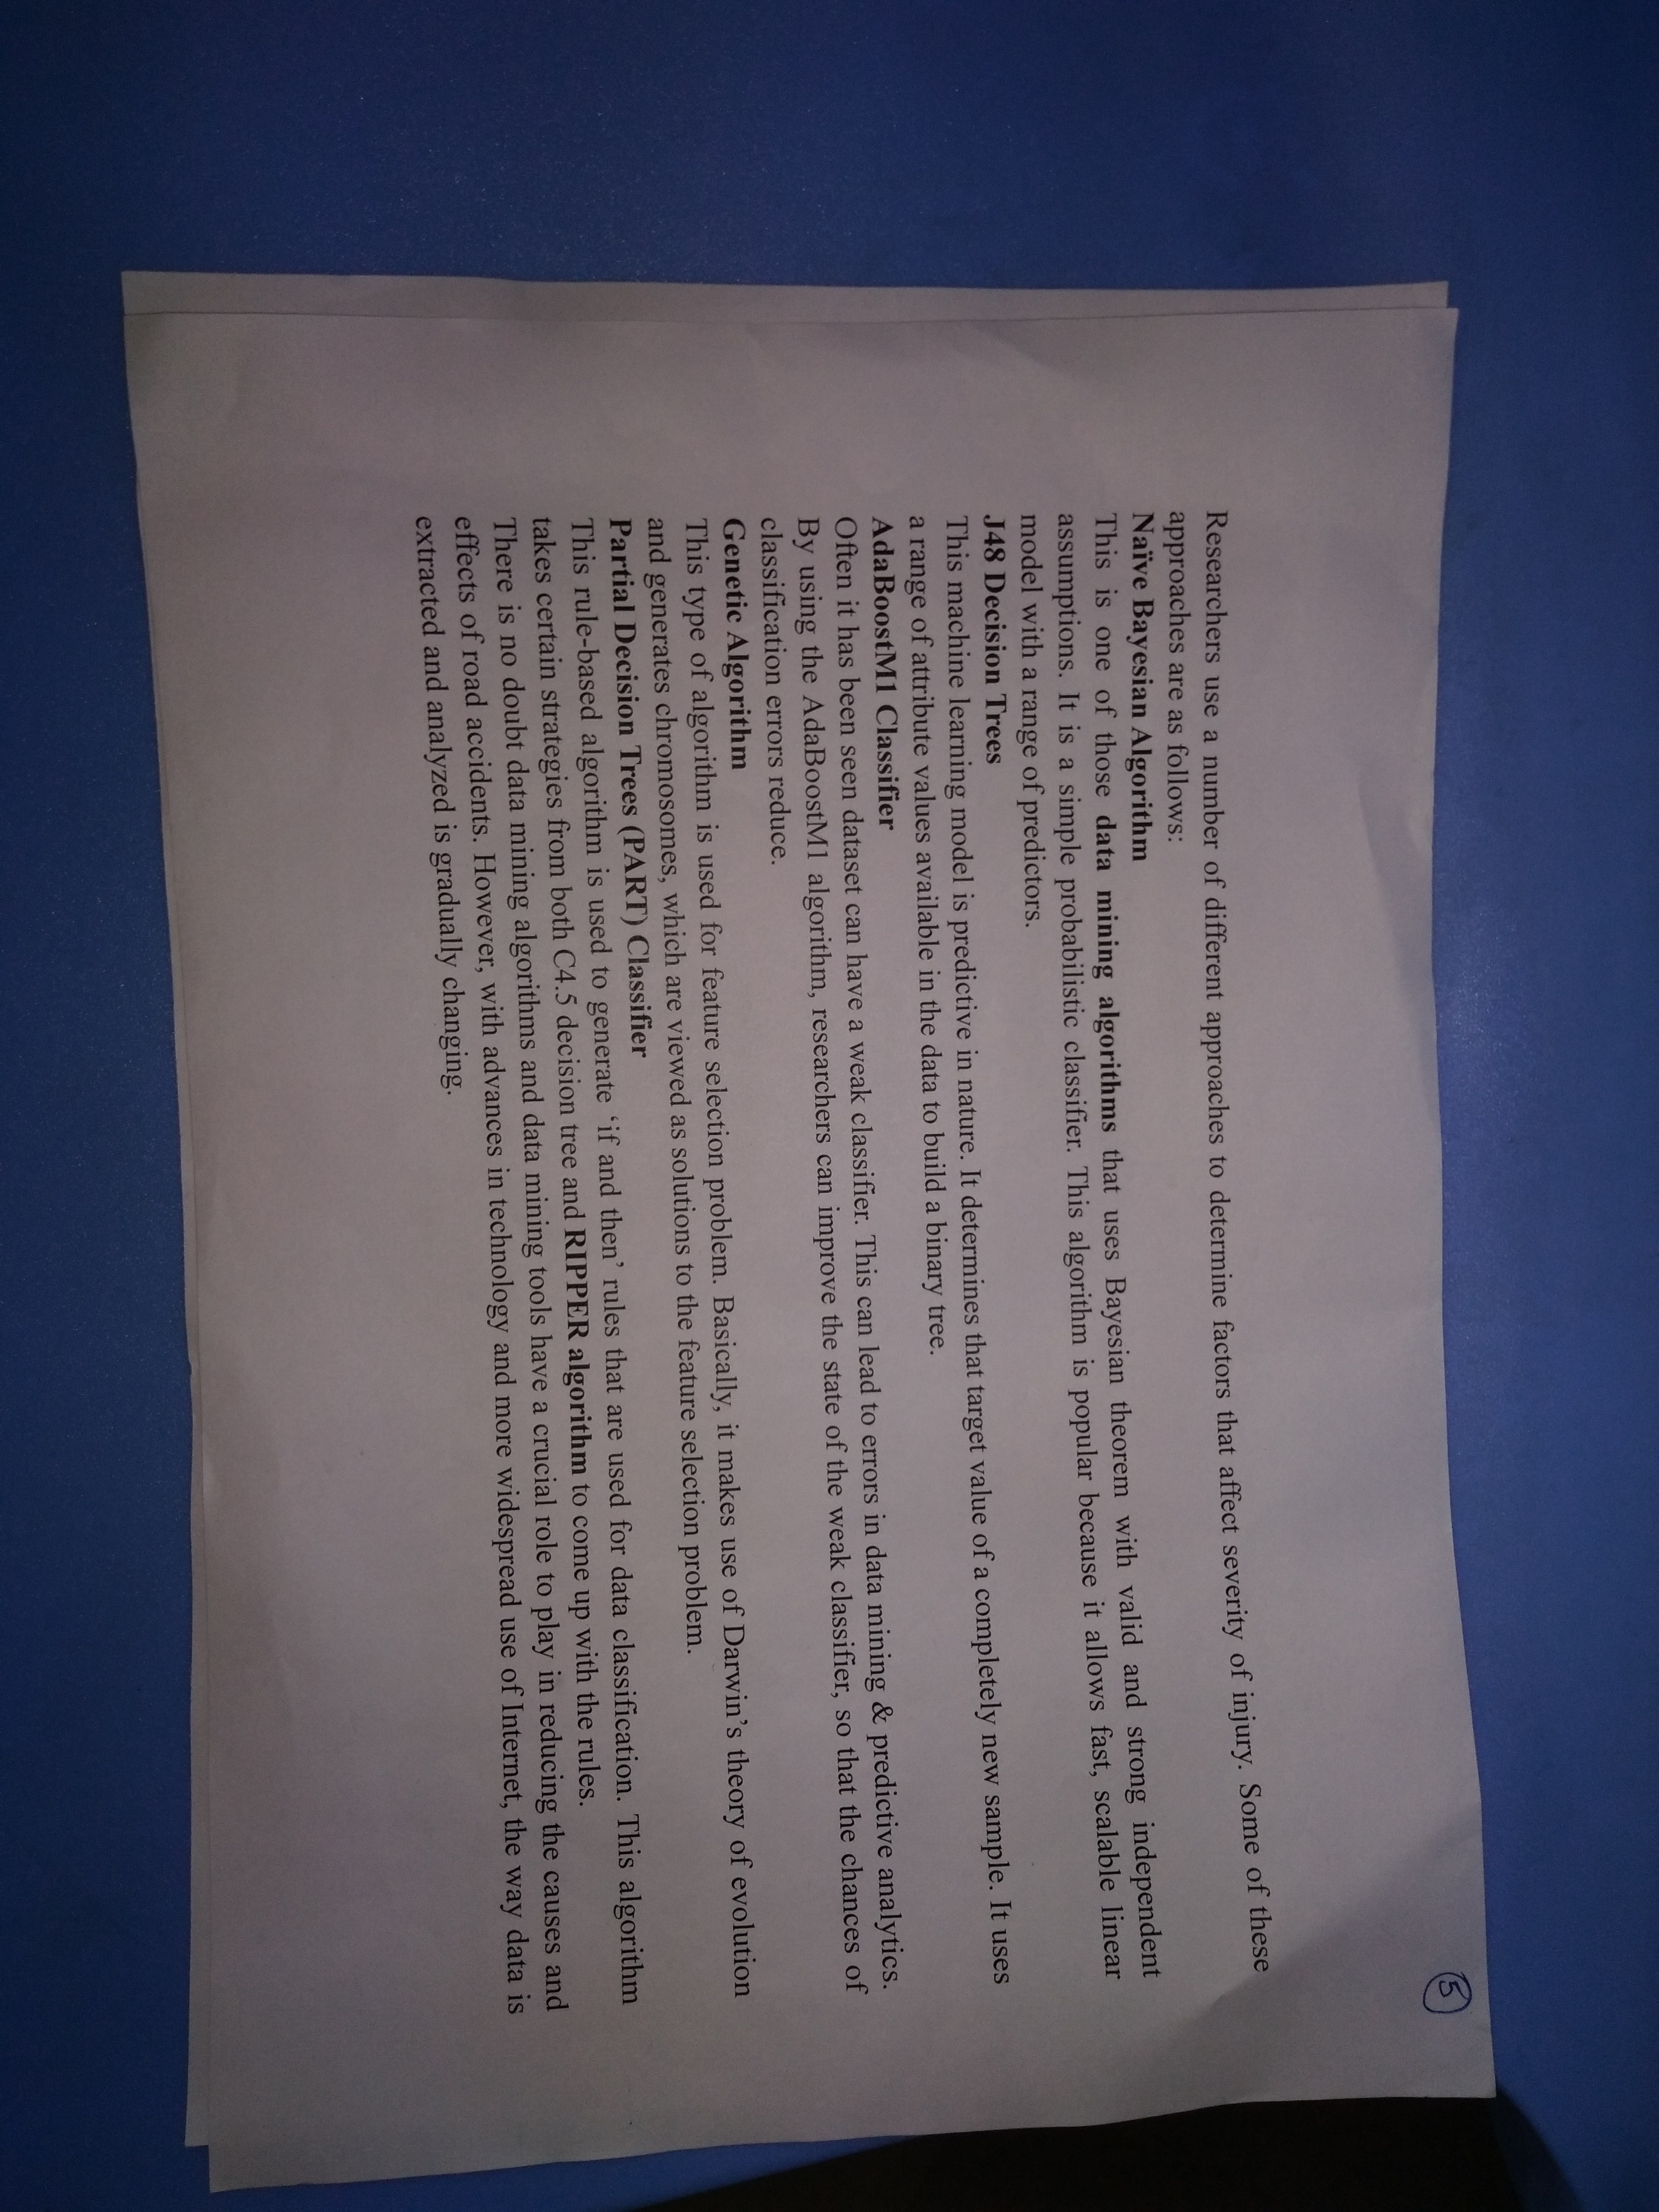 5
Researchers use a number of different approaches to determine factors that affect severity of injury. Some of these
approaches are as follows:
Naïve Bayesian Algorithm
This is one of those data mining algorithms that uses Bayesian theorem with valid and strong independent
assumptions. It is a simple probabilistic classifier. This algorithm is popular because it allows fast, scalable linear
model with a range of predictors.
J48 Decision Trees
This machine learning model is predictive in nature. It determines that target value of a completely new sample. It uses
a range of attribute values available in the data to build a binary tree.
AdaBoostM1 Classifier
Often it has been seen dataset can have a weak classifier. This can lead to errors in data mining & predictive analytics.
By using the AdaBoostM1 algorithm, researchers can improve the state of the weak classifier, so that the chances of
classification errors reduce.
Genetic Algorithm
This type of algorithm is used for feature selection problem. Basically, it makes use of Darwin's theory of evolution
and generates chromosomes, which are viewed as solutions to the feature selection problem.
Partial Decision Trees (PART) Classifier
This rule-based algorithm is used to generate ‘if and then’ rules that are used for data classification. This algorithm
takes certain strategies from both C4.5 decision tree and RIPPER algorithm to come up with the rules.
There is no doubt data mining algorithms and data mining tools have a crucial role to play in reducing the causes and
effects of road accidents. However, with advances in technology and more widespread use of Internet, the way data is
extracted and analyzed is gradually changing.